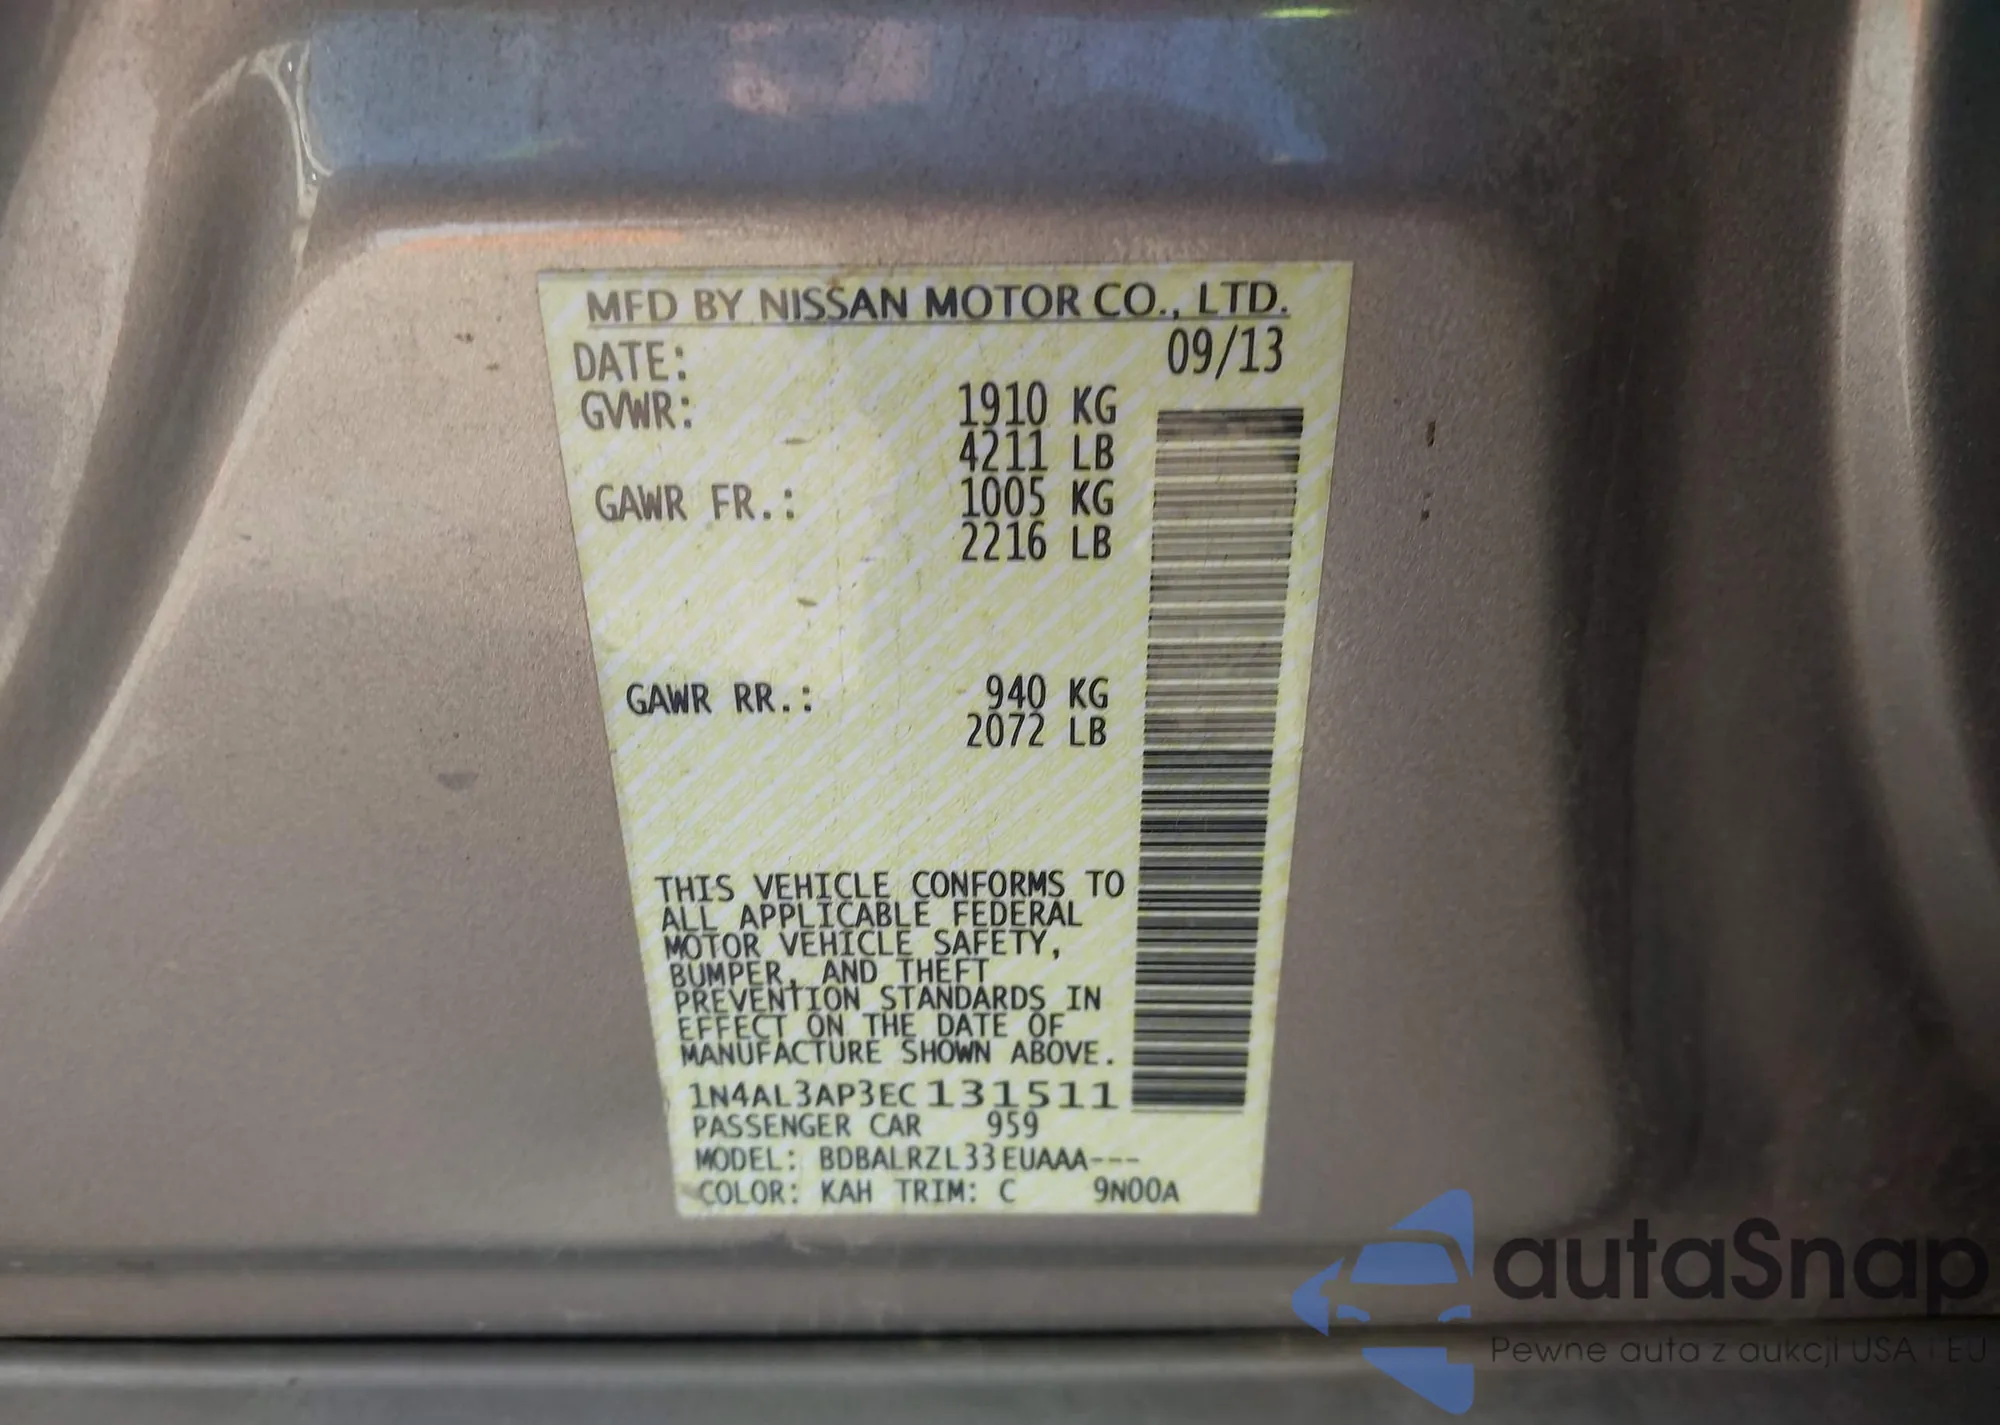 MFD BY NISSAN MOTOR CO., LTD.
DATE: 09/13
GVWR: 1910 KG
4211 LB
GAWR FR.: 1005 KG
2216 LB
GAWR RR.: 940 KG
2072 LB
THIS VEHICLE CONFORMS TO
ALL APPLICABLE FEDERAL
MOTOR VEHICLE SAFETY,
BUMPER, AND THEFT
PREVENTION STANDARDS IN
EFFECT ON THE DATE OF
MANUFACTURE SHOWN ABOVE.
1N4AL3AP3EC131511
PASSENGER CAR 959
MODEL: BDBALRZL33EUAAA---
COLOR: KAH TRIM: C 9N00A
autaSnap
Pewne auta z aukcji USA i EU